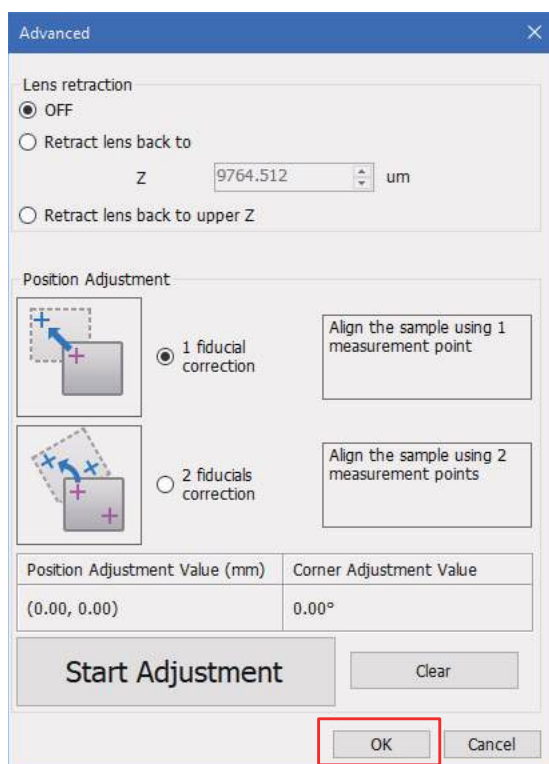 Advanced
Lens retraction
OFF
Retract lens back to
Z 9764.512 um
Retract lens back to upper Z
Position Adjustment
1 fiducial
correction
Align the sample using 1
measurement point
2 fiducials
correction
Align the sample using 2
measurement points
Position Adjustment Value (mm) Corner Adjustment Value
(0.00, 0.00) 0.00°
Start Adjustment Clear
OK Cancel